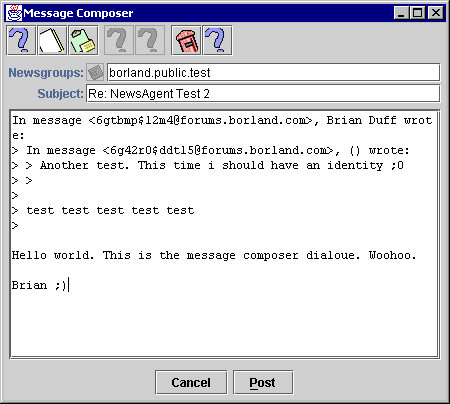 Message Composer
Newsgroups: borland.public.test
Subject: Re: NewsAgent Test 2
In message <6gtbmp$12m4@forums.borland.com>, Brian Duff wrot
e:
> In message <6g42r0$ddt15@forums.borland.com>, () wrote:
> > Another test. This time i should have an identity ;0
> >
>
> test test test test test
>
Hello world. This is the message composer dialoue. Woohoo.
Brian ;)
Cancel Post